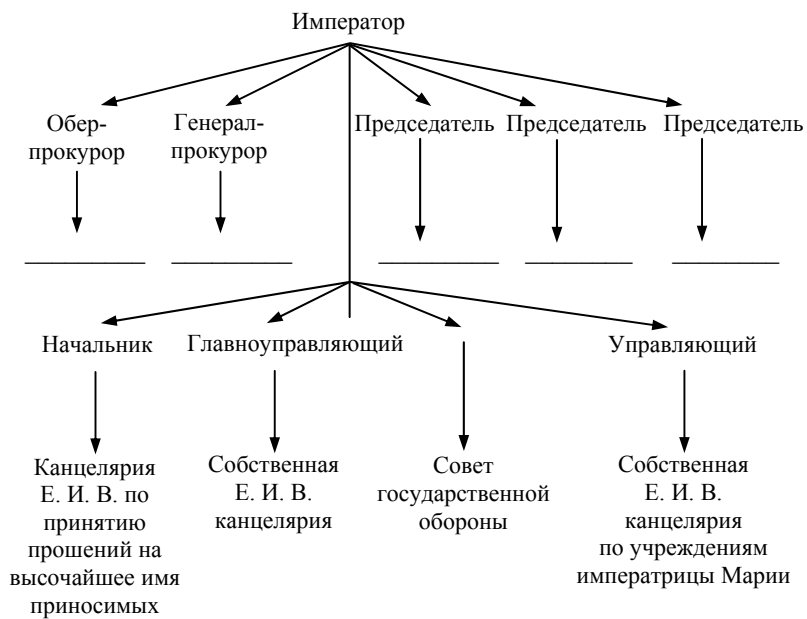 Император
Обер-
прокурор
Генерал-
прокурор
Председатель
Председатель
Председатель
Начальник
Главноуправляющий
Управляющий
Канцелярия
Е. И. В. по
принятию
прошений на
высочайшее имя
приносимых
Собственная
Е. И. В.
канцелярия
Совет
государственной
обороны
Собственная
Е. И. В.
канцелярия
по учреждениям
императрицы Марии